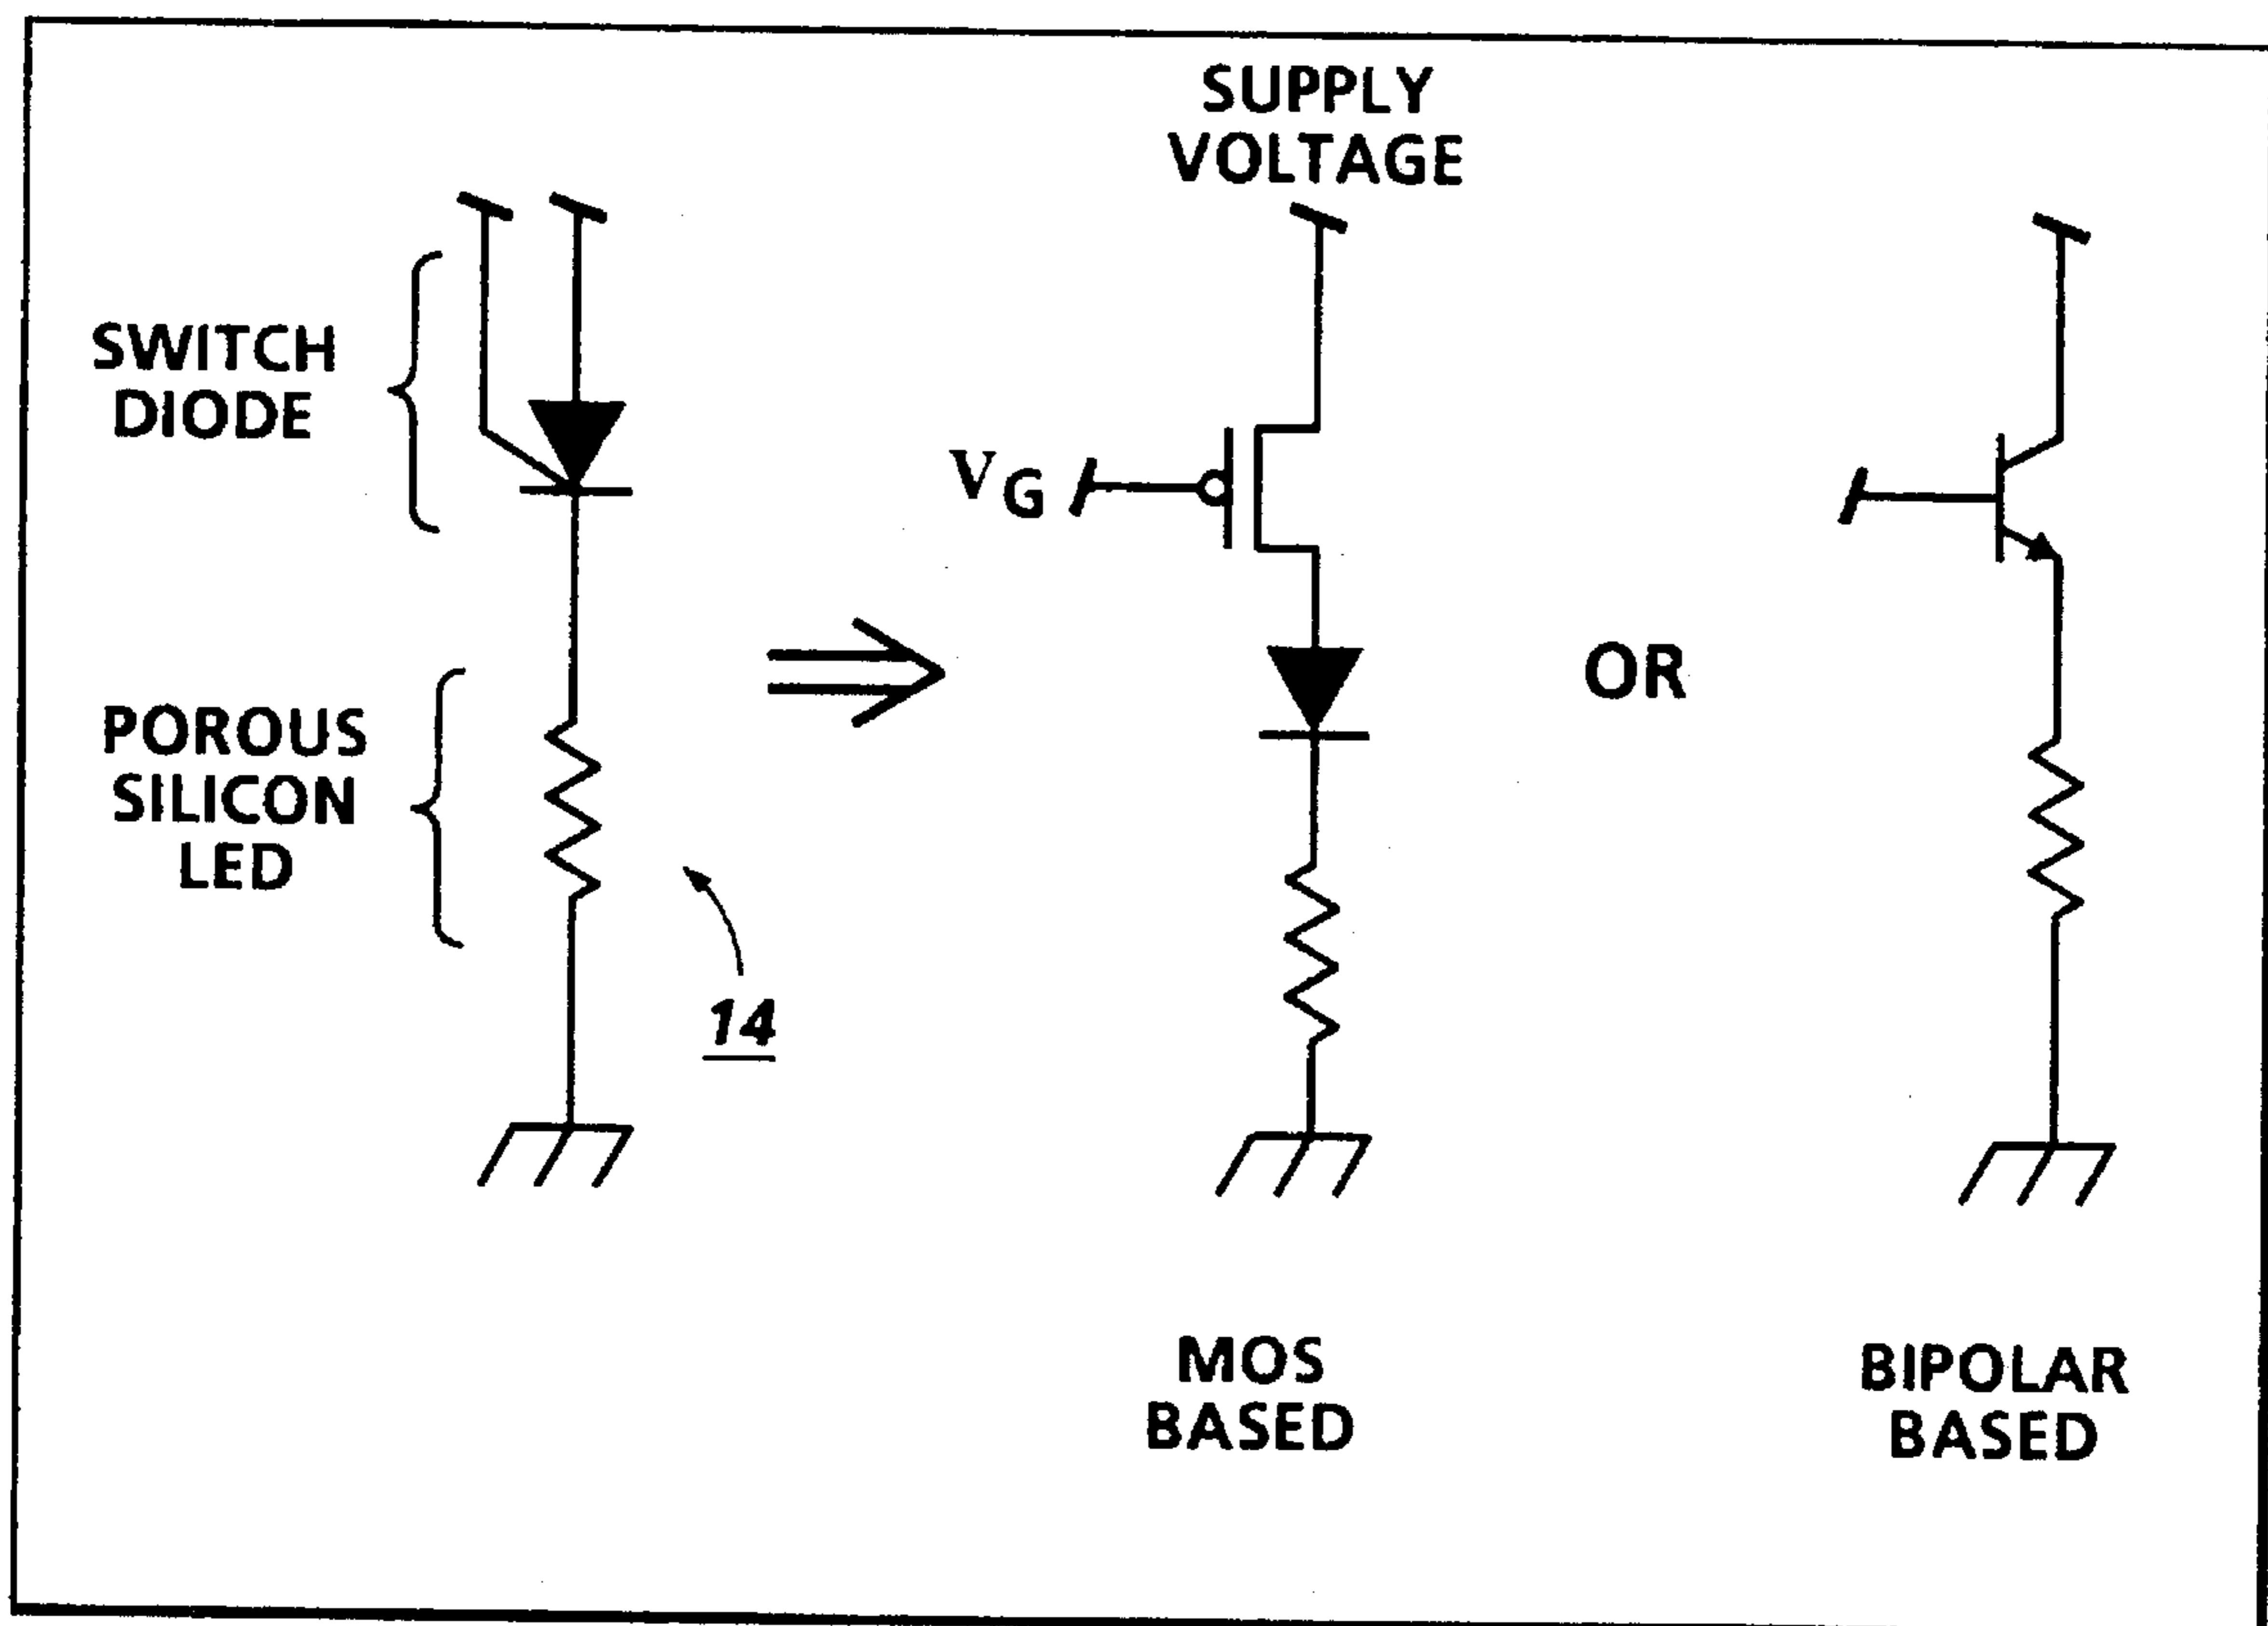 SUPPLY
VOLTAGE
SWITCH
DIODE
VG
OR
POROUS
SILICON
LED
14
MOS
BASED
BIPOLAR
BASED